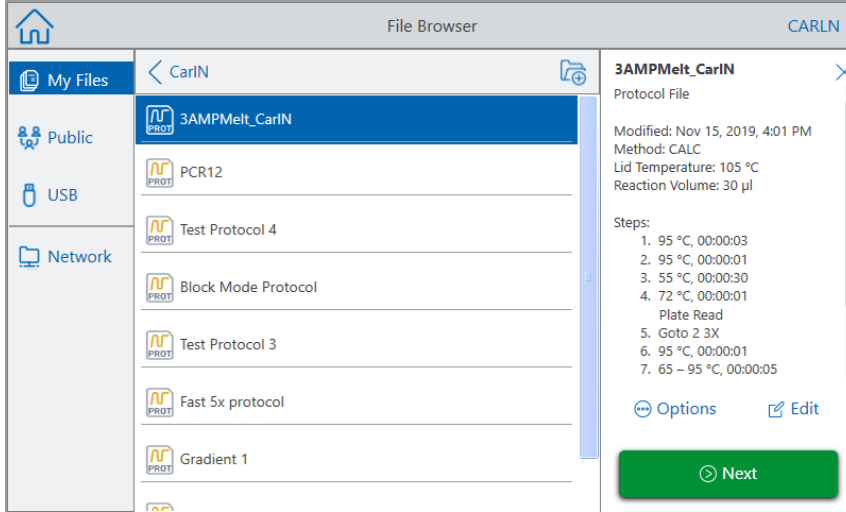 File Browser
CARLN
My Files
Public
USB
Network
CarIN
PROT 3AMPMelt_CarIN
PROT PCR12
PROT Test Protocol 4
PROT Block Mode Protocol
PROT Test Protocol 3
PROT Fast 5x protocol
PROT Gradient 1
3AMPMelt_CarIN
Protocol File
Modified: Nov 15, 2019, 4:01 PM
Method: CALC
Lid Temperature: 105 °C
Reaction Volume: 30 µl
Steps:
1. 95 °C, 00:00:03
2. 95 °C, 00:00:01
3. 55 °C, 00:00:30
4. 72 °C, 00:00:01
Plate Read
5. Goto 2 3X
6. 95 °C, 00:00:01
7. 65 – 95 °C, 00:00:05
Options
Edit
Next